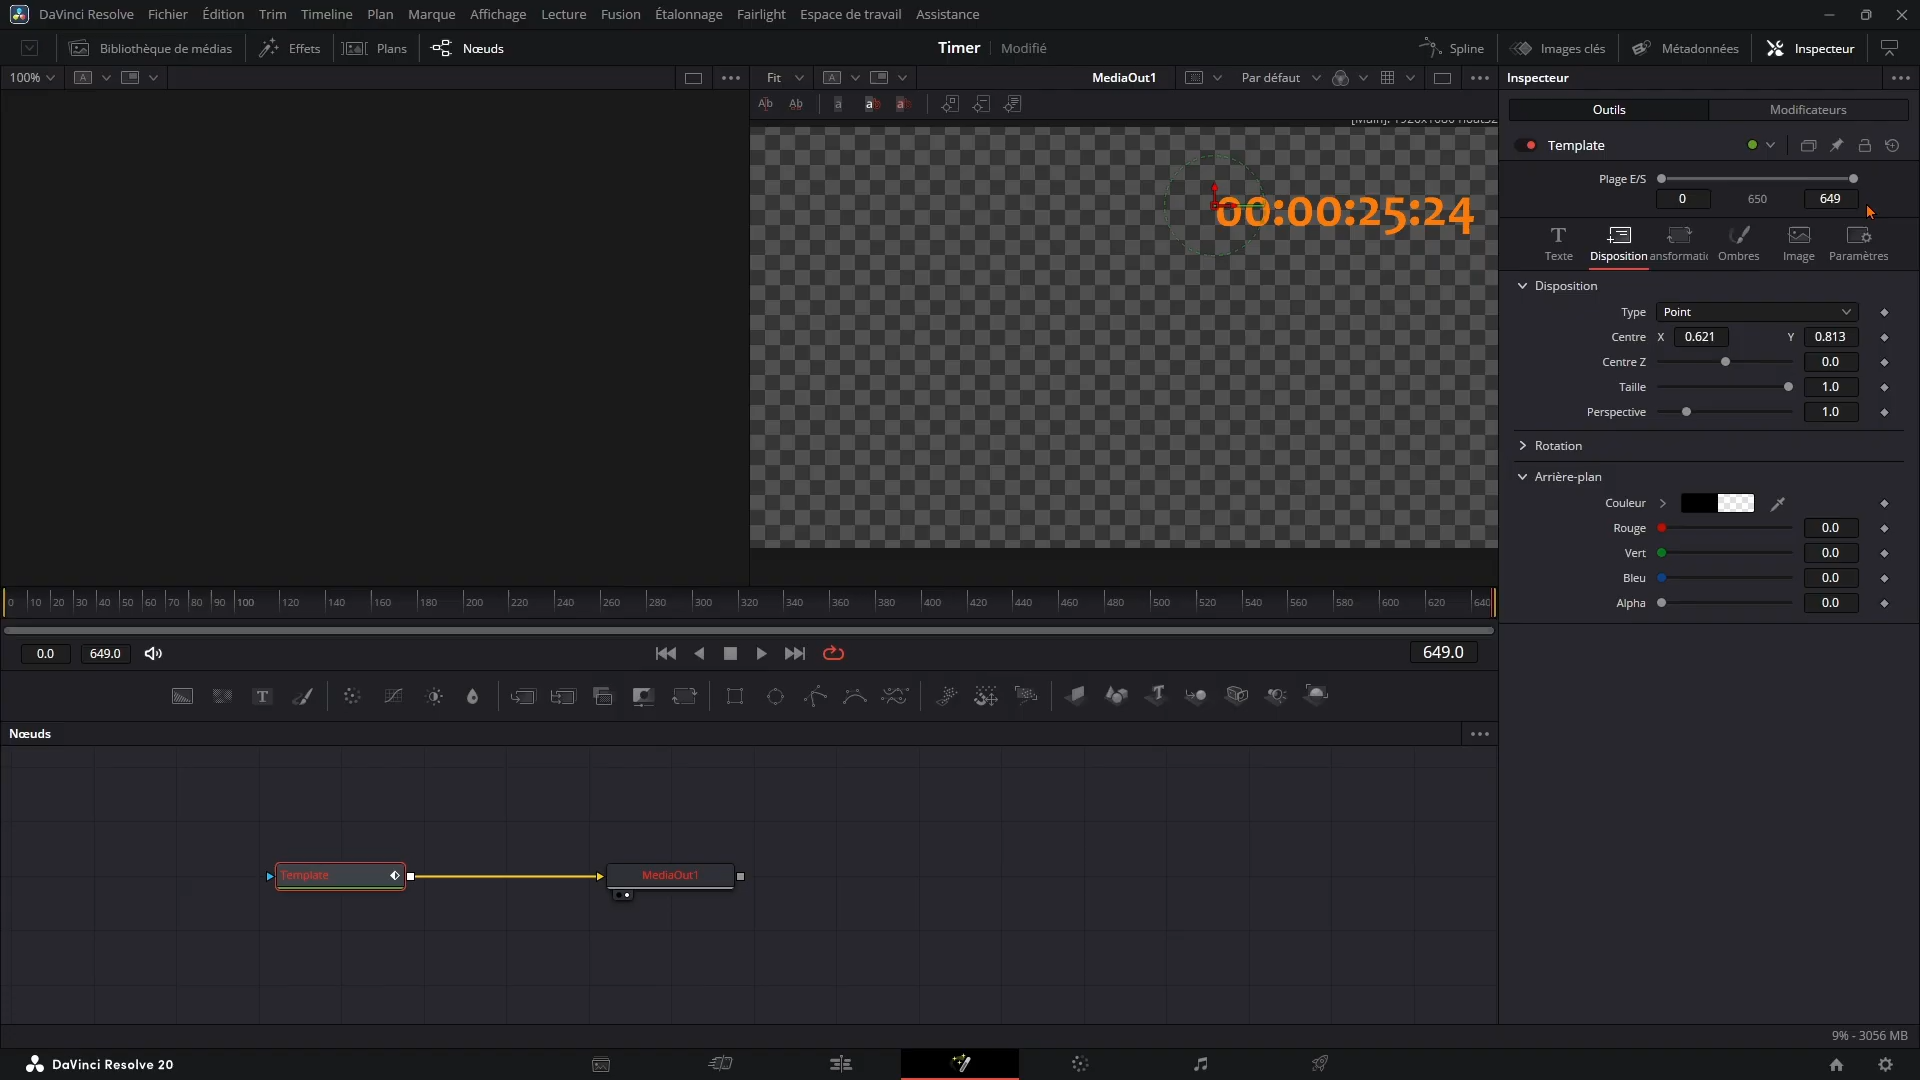 DaVinci Resolve Fichier Édition Trim Timeline Plan Marque Affichage Lecture Fusion Étalonnage Fairlight Espace de travail Assistance
Bibliothèque de médias Effets Plans Nœuds Timer Modifié Spline Images clés Métadonnées Inspecteur
100% A Fit A MediaOut1 Par défaut Inspecteur
Ab Ab a ab ab
Outils Modificateurs
Template
Plage E/S
0 650 649
00:00:25:24
Texte Disposition ansformatic Ombres Image Paramètres
Disposition
Type Point
Centre X 0.621 Y 0.813
Centre Z 0.0
Taille 1.0
Perspective 1.0
Rotation
Arrière-plan
Couleur
Rouge 0.0
Vert 0.0
Bleu 0.0
Alpha 0.0
0 10 20 30 40 50 60 70 80 90 100 120 140 160 180 200 220 240 260 280 300 320 340 360 380 400 420 440 460 480 500 520 540 560 580 600 620 640
0.0 649.0 649.0
T T
Nœuds
Template MediaOut1
9% - 3056 MB
DaVinci Resolve 20